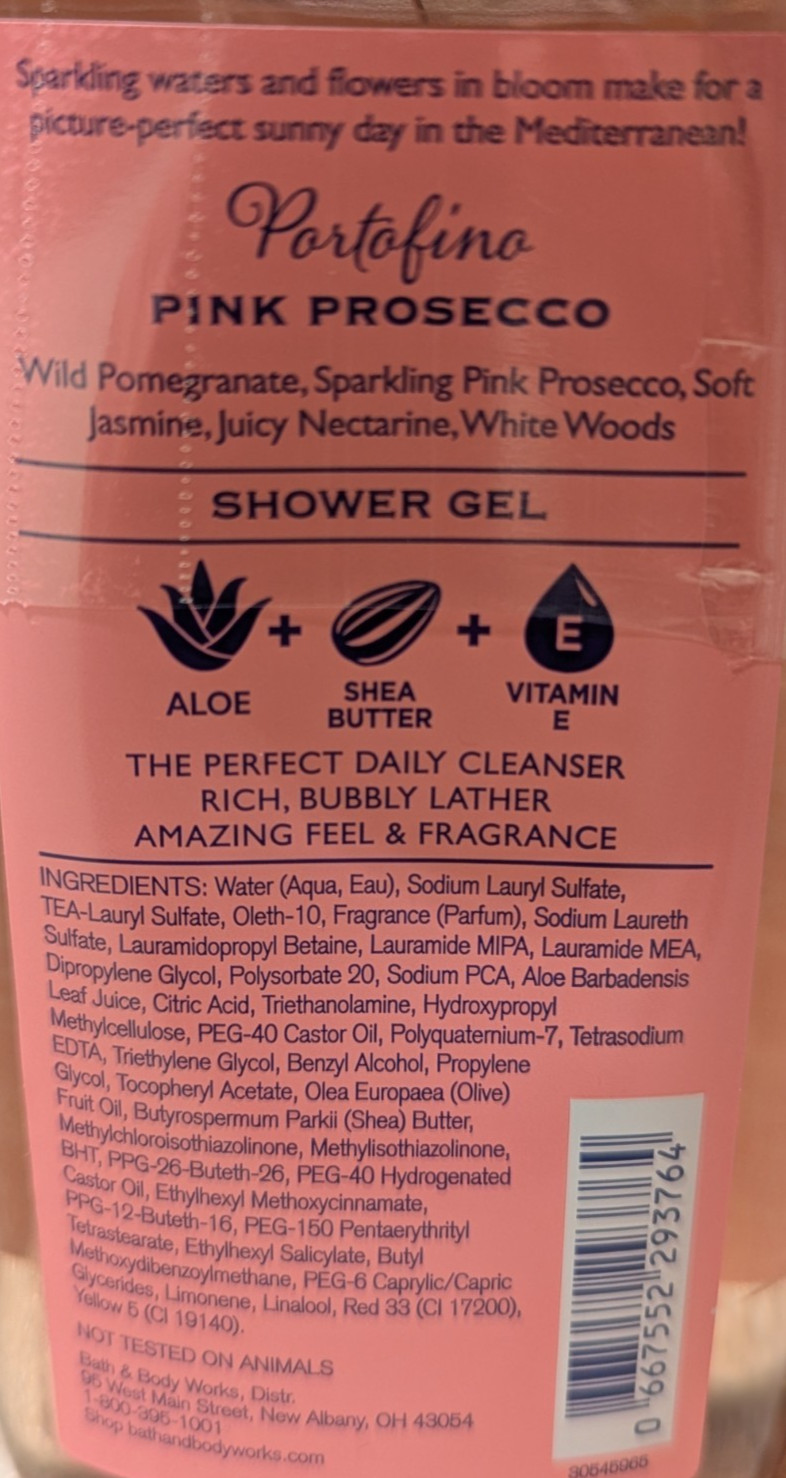 Sparkling waters and flowers in bloom make for a
picture-perfect sunny day in the Mediterranean!
Portofino
PINK PROSECCO
Wild Pomegranate, Sparkling Pink Prosecco, Soft
Jasmine, Juicy Nectarine, White Woods
SHOWER GEL
E
ALOE + SHEA BUTTER + VITAMIN E
THE PERFECT DAILY CLEANSER
RICH, BUBBLY LATHER
AMAZING FEEL & FRAGRANCE
INGREDIENTS: Water (Aqua, Eau), Sodium Lauryl Sulfate,
TEA-Lauryl Sulfate, Oleth-10, Fragrance (Parfum), Sodium Laureth
Sulfate, Lauramidopropyl Betaine, Lauramide MIPA, Lauramide MEA,
Dipropylene Glycol, Polysorbate 20, Sodium PCA, Aloe Barbadensis
Leaf Juice, Citric Acid, Triethanolamine, Hydroxypropyl
Methylcellulose, PEG-40 Castor Oil, Polyquaternium-7, Tetrasodium
EDTA, Triethylene Glycol, Benzyl Alcohol, Propylene
Glycol, Tocopheryl Acetate, Olea Europaea (Olive)
Fruit Oil, Butyrospermum Parkii (Shea) Butter,
Methylchloroisothiazolinone, Methylisothiazolinone,
BHT, PPG-26-Buteth-26, PEG-40 Hydrogenated
Castor Oil, Ethylhexyl Methoxycinnamate,
PPG-12-Buteth-16, PEG-150 Pentaerythrityl
Tetrastearate, Ethylhexyl Salicylate, Butyl
Methoxydibenzoylmethane, PEG-6 Caprylic/Capric
Glycerides, Limonene, Linalool, Red 33 (CI 17200),
Yellow 5 (CI 19140).
NOT TESTED ON ANIMALS
Bath & Body Works, Distr.
95 West Main Street, New Albany, OH 43054
1-800-395-1001
Shop bathandbodyworks.com
0 667552 293764
30545965